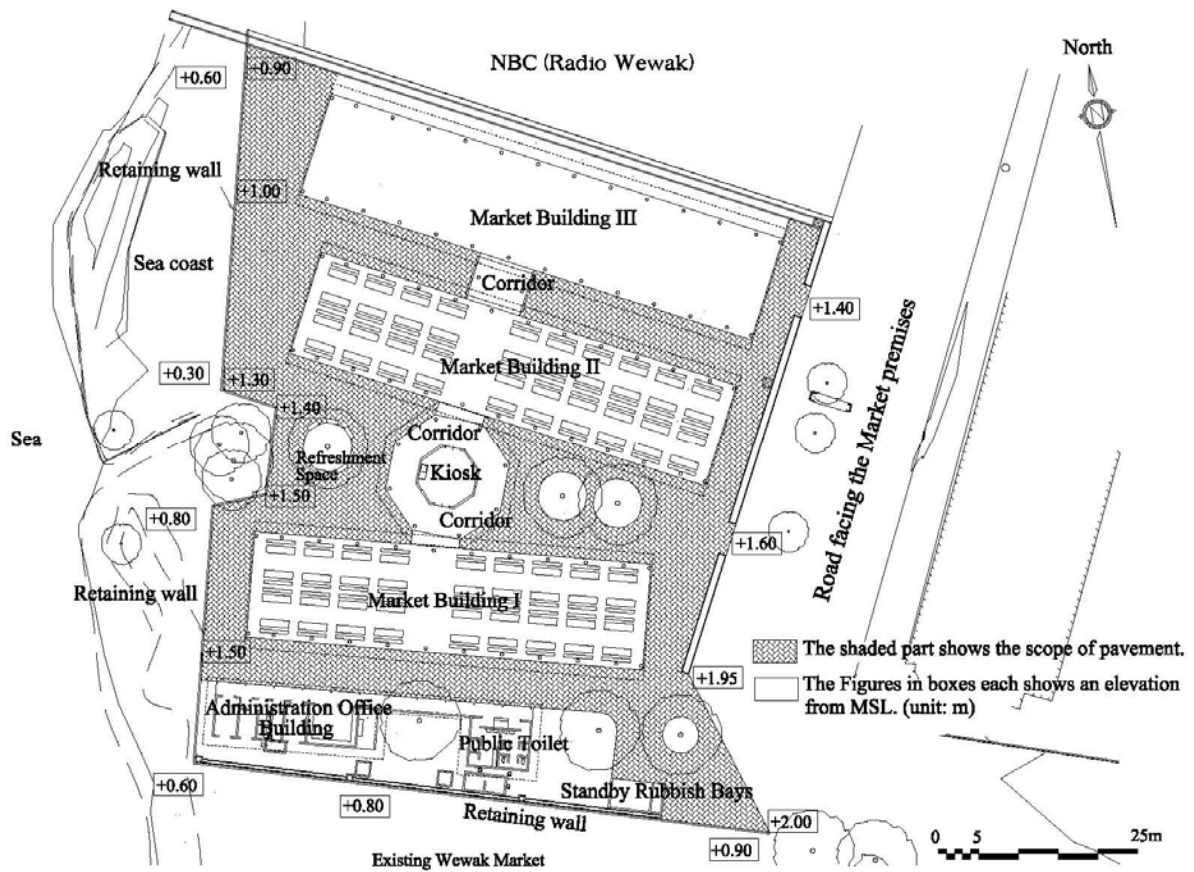 NBC (Radio Wewak)
North
+0.60
+0.90
Retaining wall
+1.00
Market Building III
Sea coast
Corridor
+1.40
+0.30
+1.30
Market Building II
+1.40
Sea
Corridor
Refreshment
Space
Kiosk
+1.50
+0.80
Corridor
+1.60
Road facing the Market premises
Retaining wall
Market Building I
+1.50
The shaded part shows the scope of pavement.
+1.95
The Figures in boxes each shows an elevation
from MSL. (unit: m)
Administration Office
Building
Public Toilet
+0.60
Standby Rubbish Bays
+0.80
Retaining wall
+2.00
+0.90
Existing Wewak Market
0 5 25m